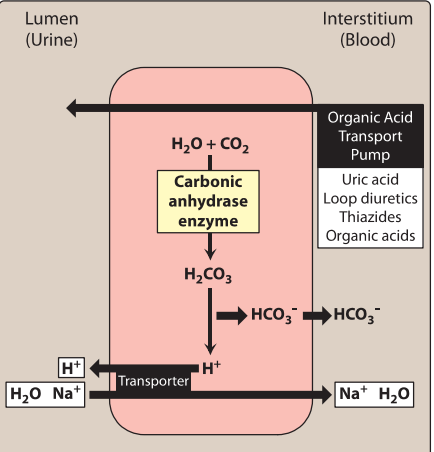 Lumen
(Urine)
Interstitium
(Blood)
Organic Acid
Transport
Pump
Uric acid
Loop diuretics
Thiazides
Organic acids
H₂O + CO₂
Carbonic
anhydrase
enzyme
H₂CO₃
HCO₃⁻
HCO₃⁻
H⁺
H⁺
Transporter
H₂O Na⁺
Na⁺ H₂O